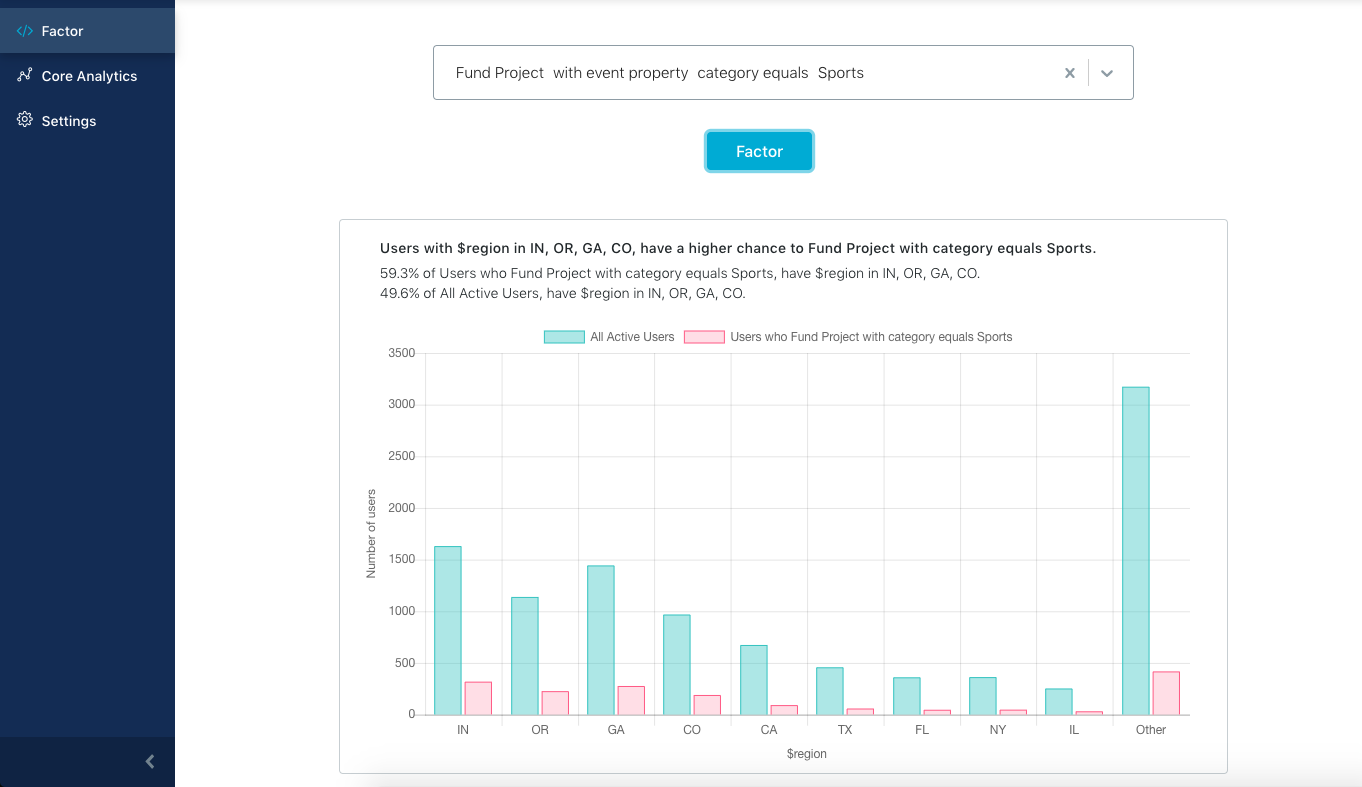 Factor
Core Analytics
Settings
Fund Project with event property category equals Sports
Factor
Users with $region in IN, OR, GA, CO, have a higher chance to Fund Project with category equals Sports.
59.3% of Users who Fund Project with category equals Sports, have $region in IN, OR, GA, CO.
49.6% of All Active Users, have $region in IN, OR, GA, CO.
All Active Users Users who Fund Project with category equals Sports
3500
3000
2500
2000
1500
1000
500
0
Number of users
IN OR GA CO CA TX FL NY IL Other
$region